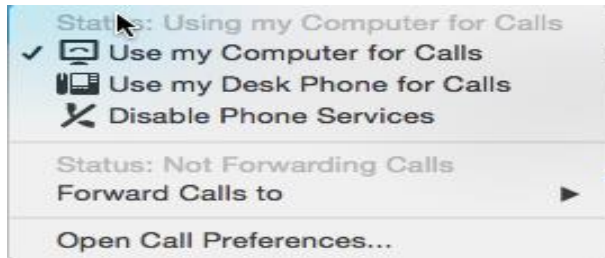 Status: Using my Computer for Calls
Use my Computer for Calls
Use my Desk Phone for Calls
Disable Phone Services
Status: Not Forwarding Calls
Forward Calls to
Open Call Preferences...